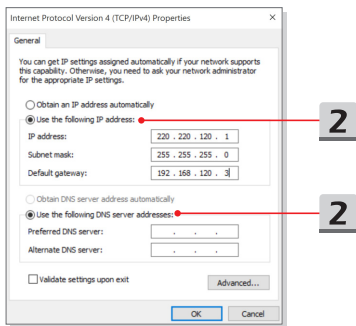 Internet Protocol Version 4 (TCP/IPv4) Properties
General
You can get IP settings assigned automatically if your network supports
this capability. Otherwise, you need to ask your network administrator
for the appropriate IP settings.
Obtain an IP address automatically
Use the following IP address:
2
IP address: 220 . 220 . 120 . 1
Subnet mask: 255 . 255 . 255 . 0
Default gateway: 192 . 168 . 120 . 3
Obtain DNS server address automatically
Use the following DNS server addresses:
2
Preferred DNS server: . . .
Alternate DNS server: . . .
Validate settings upon exit
Advanced...
OK Cancel